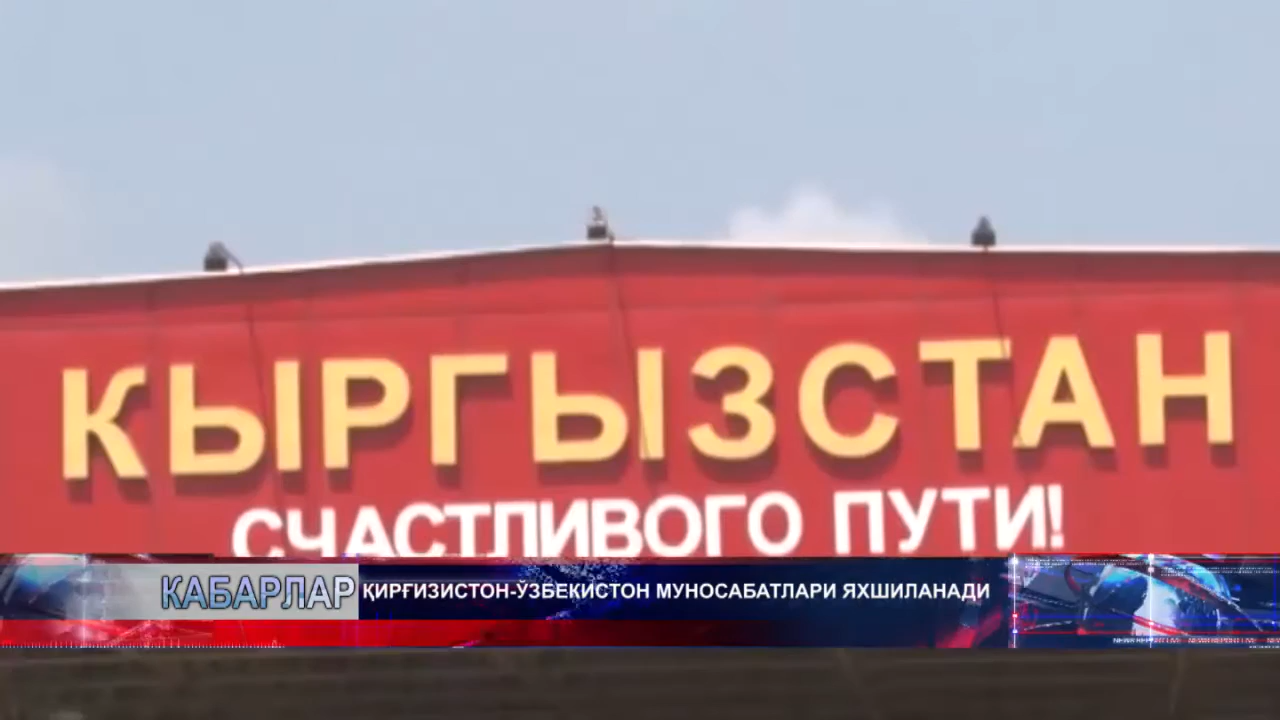 КЫРГЫЗСТАН
СЧАСТЛИВОГО ПУТИ!
КАБАРЛАР
ҚИРҒИЗИСТОН-ЎЗБЕКИСТОН МУНОСАБАТЛАРИ ЯХШИЛАНАДИ